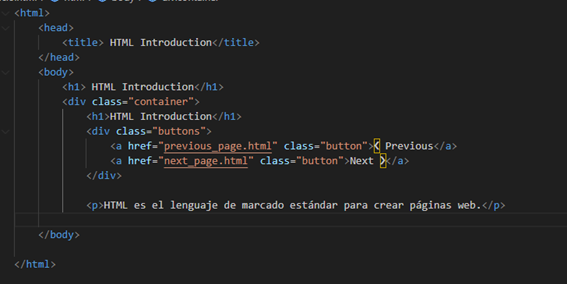 <html>
<head>
<title> HTML Introduction</title>
</head>
<body>
<h1> HTML Introduction</h1>
<div class="container">
<h1>HTML Introduction</h1>
<div class="buttons">
<a href="previous_page.html" class="button">❮ Previous</a>
<a href="next_page.html" class="button">Next ❯</a>
</div>
<p>HTML es el lenguaje de marcado estándar para crear páginas web.</p>
</body>
</html>